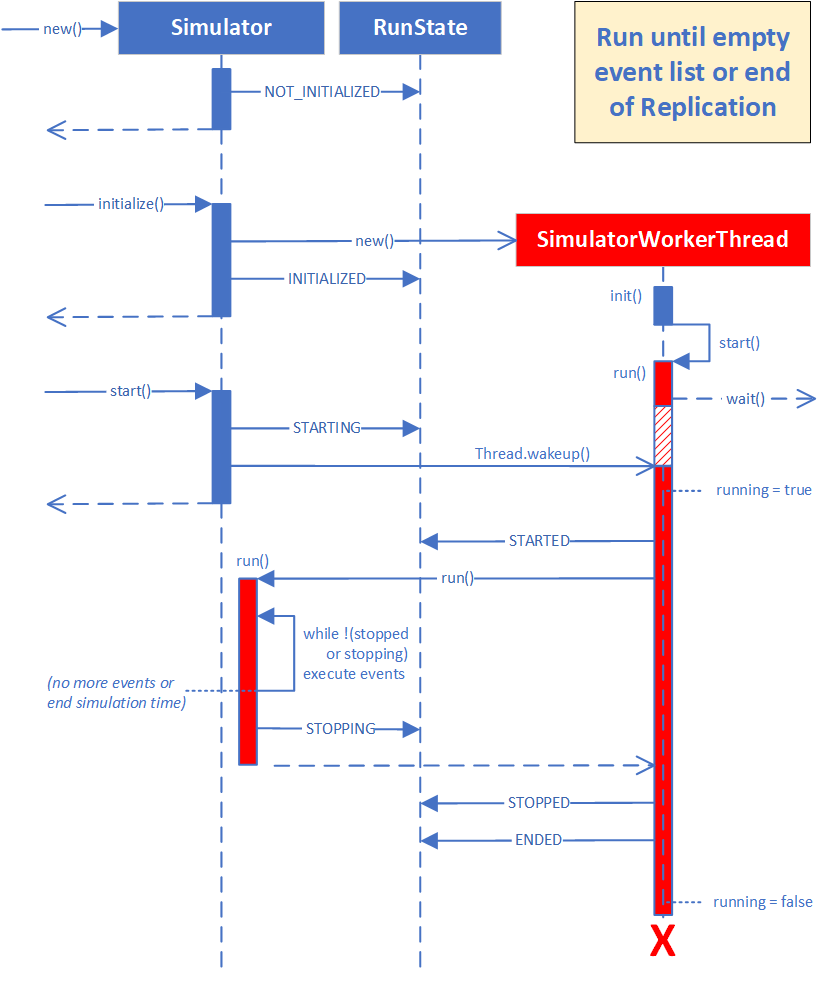 new()
Simulator
RunState
Run until empty
event list or end
of Replication
NOT_INITIALIZED
initialize()
new()
SimulatorWorkerThread
INITIALIZED
init()
start()
run()
start()
wait()
STARTING
Thread.wakeup()
running = true
STARTED
run()
run()
while !(stopped
or stopping)
execute events
(no more events or
end simulation time)
STOPPING
STOPPED
ENDED
running = false
X